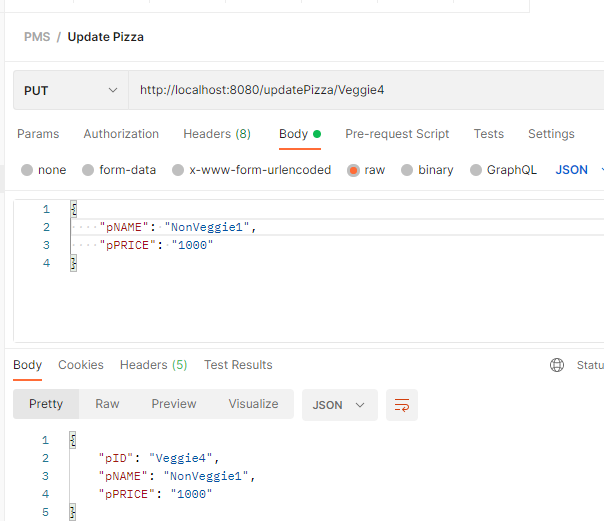 PMS / Update Pizza
PUT http://localhost:8080/updatePizza/Veggie4
Params Authorization Headers (8) Body Pre-request Script Tests Settings
none form-data x-www-form-urlencoded raw binary GraphQL JSON
1 {
2 "pNAME": "NonVeggie1",
3 "pPRICE": "1000"
4 }
Body Cookies Headers (5) Test Results Statu
Pretty Raw Preview Visualize JSON
1 {
2 "pID": "Veggie4",
3 "pNAME": "NonVeggie1",
4 "pPRICE": "1000"
5 }